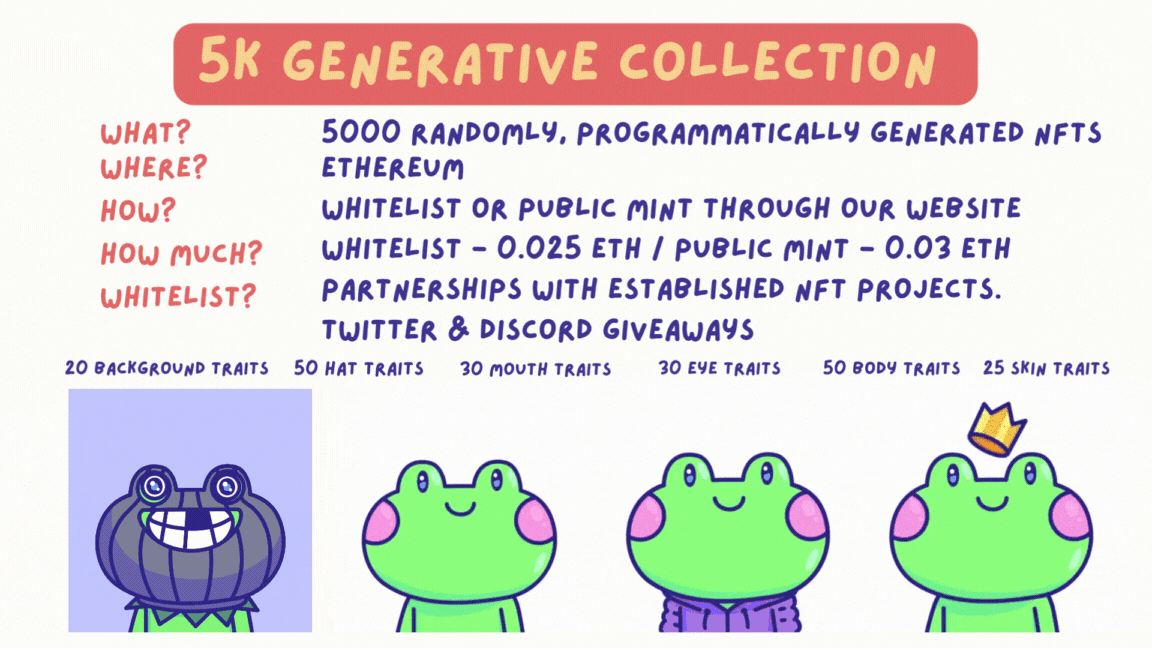 5K GENERATIVE COLLECTION
WHAT? 5000 RANDOMLY, PROGRAMMATICALLY GENERATED NFTS
WHERE? ETHEREUM
HOW? WHITELIST OR PUBLIC MINT THROUGH OUR WEBSITE
HOW MUCH? WHITELIST - 0.025 ETH / PUBLIC MINT - 0.03 ETH
WHITELIST? PARTNERSHIPS WITH ESTABLISHED NFT PROJECTS.
TWITTER & DISCORD GIVEAWAYS
20 BACKGROUND TRAITS 50 HAT TRAITS 30 MOUTH TRAITS 30 EYE TRAITS 50 BODY TRAITS 25 SKIN TRAITS